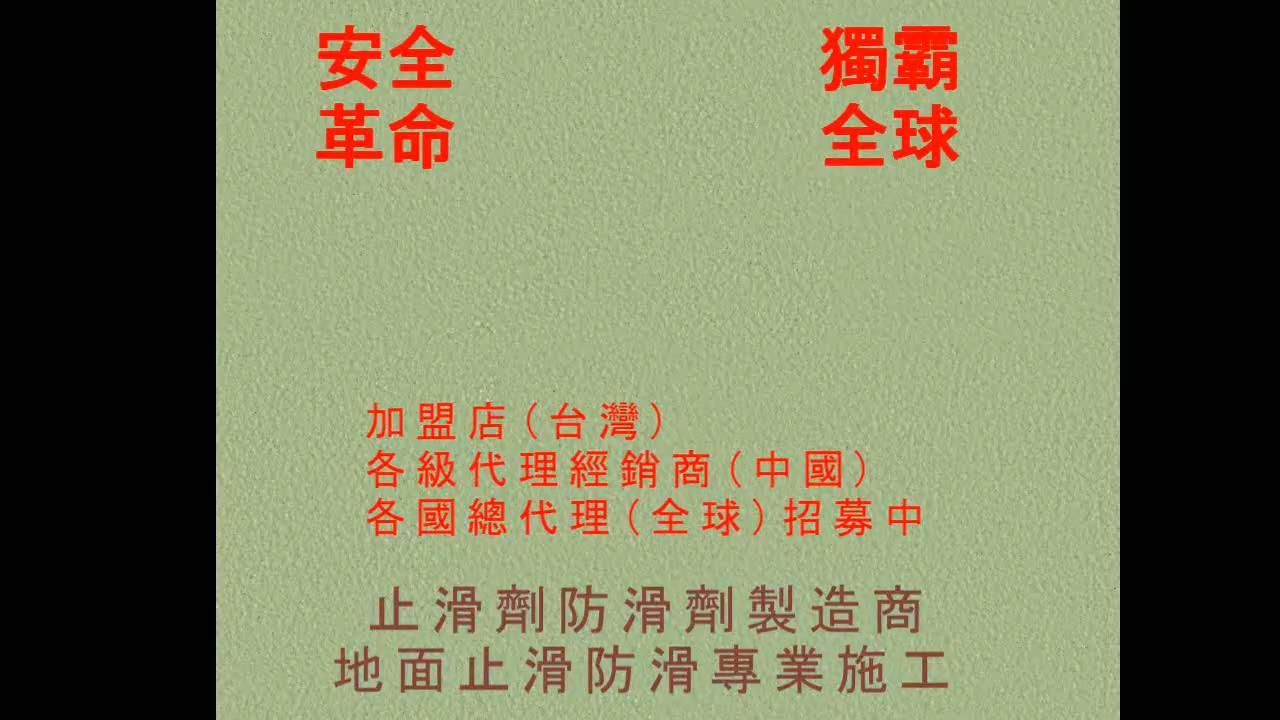 安全
革命
獨霸
全球
加盟店(台灣)
各級代理經銷商(中國)
各國總代理(全球)招募中
止滑劑防滑劑製造商
地面止滑防滑專業施工